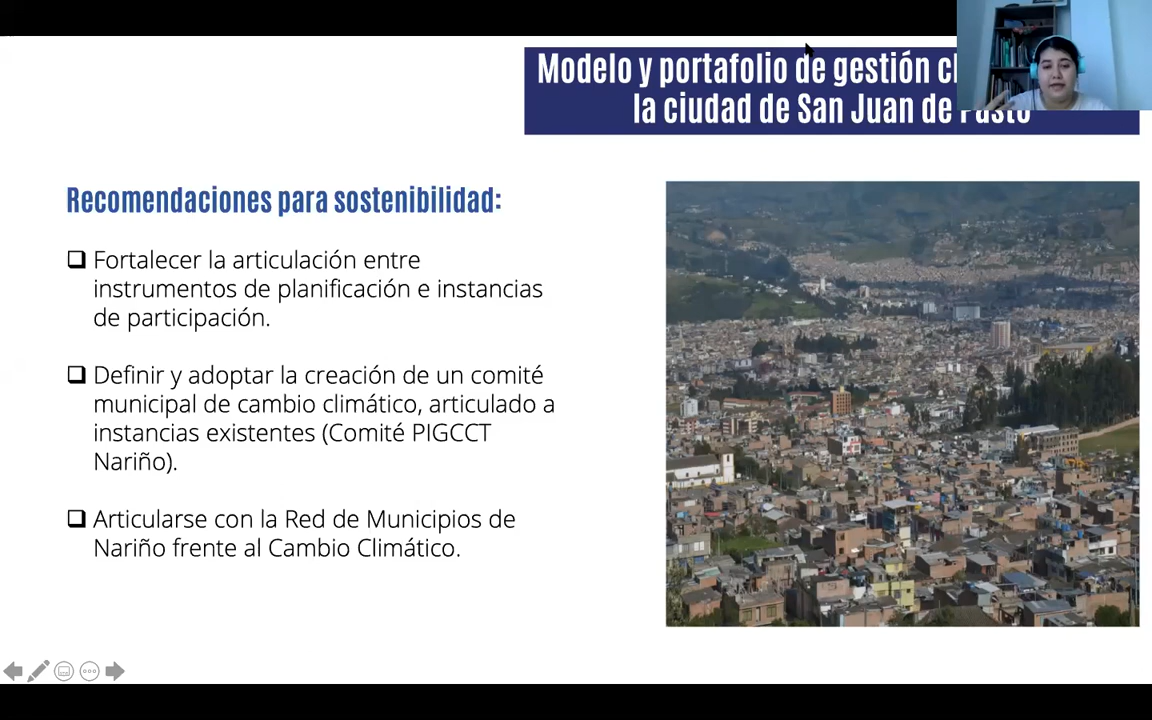 Modelo y portafolio de gestión
la ciudad de San Juan de Pasto
Recomendaciones para sostenibilidad:
Fortalecer la articulación entre
instrumentos de planificación e instancias
de participación.
Definir y adoptar la creación de un comité
municipal de cambio climático, articulado a
instancias existentes (Comité PIGCCT
Nariño).
Articularse con la Red de Municipios de
Nariño frente al Cambio Climático.